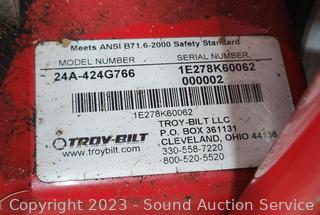 Meets ANSI B71.6-2000 Safety Standard
MODEL NUMBER SERIAL NUMBER
24A-424G766 1E278K60062
000002
1E278K60062
TROY-BILT LLC
P.O. BOX 361131
CLEVELAND, OHIO 44136
330-558-7220
800-520-5520
TROY-BILT
www.troybilt.com
Copyright 2023 - Sound Auction Service